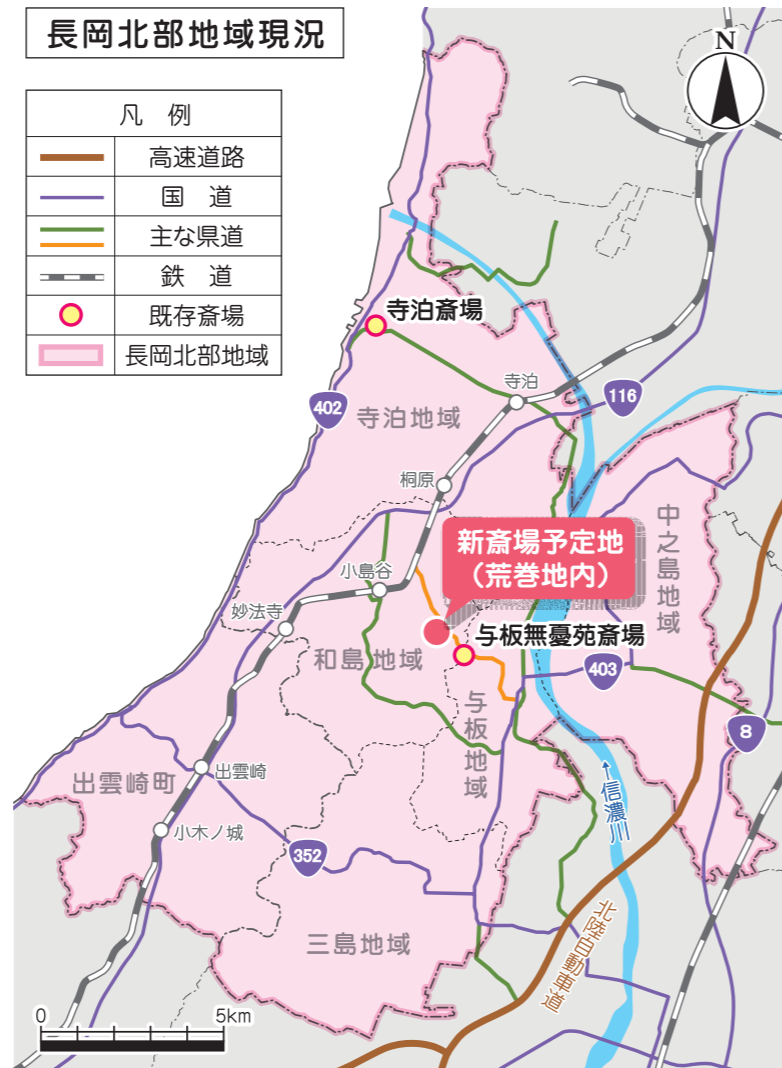 長岡北部地域現況
凡 例
高速道路
国 道
主な県道
鉄 道
既存斎場
長岡北部地域
N
寺泊斎場
402
寺泊地域
寺泊
116
桐原
新斎場予定地
（荒巻地内）
中之島地域
小島谷
妙法寺
与板無憂苑斎場
和島地域
403
与板地域
8
出雲崎町
出雲崎
←信濃川
小木ノ城
352
三島地域
北陸自動車道
0 5km